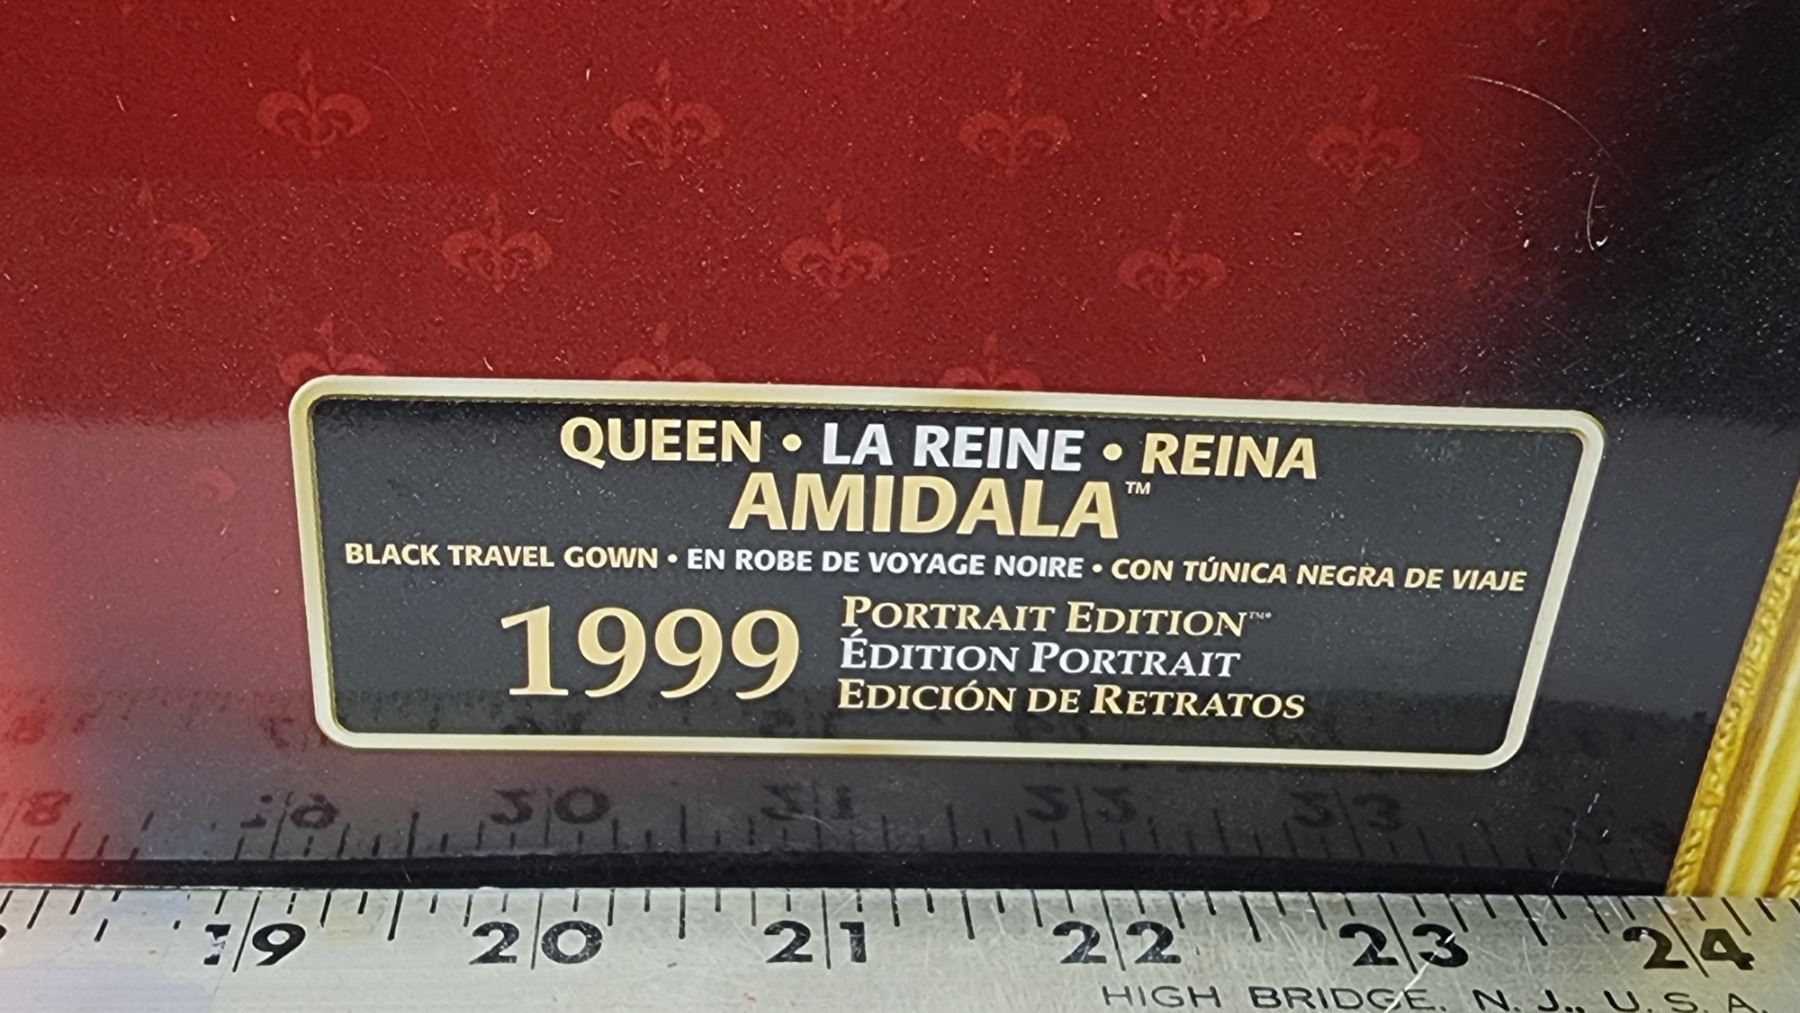 QUEEN • LA REINE • REINA
AMIDALA™
BLACK TRAVEL GOWN • EN ROBE DE VOYAGE NOIRE • CON TÚNICA NEGRA DE VIAJE
1999
PORTRAIT EDITION™*
ÉDITION PORTRAIT
EDICIÓN DE RETRATOS
19 20 21 22 23 24
HIGH BRIDGE, N. J., U. S. A.